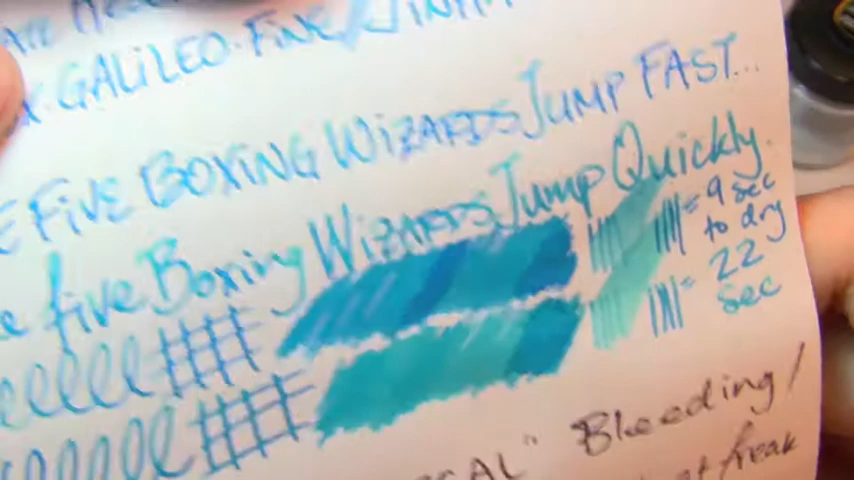 GALILEO·FINE/
FIVE BOXING WIZARDS JUMP FAST...
five Boxing Wizards Jump Quickly.
= 9 sec
to dry
= 22
sec
Bleeding/
freak